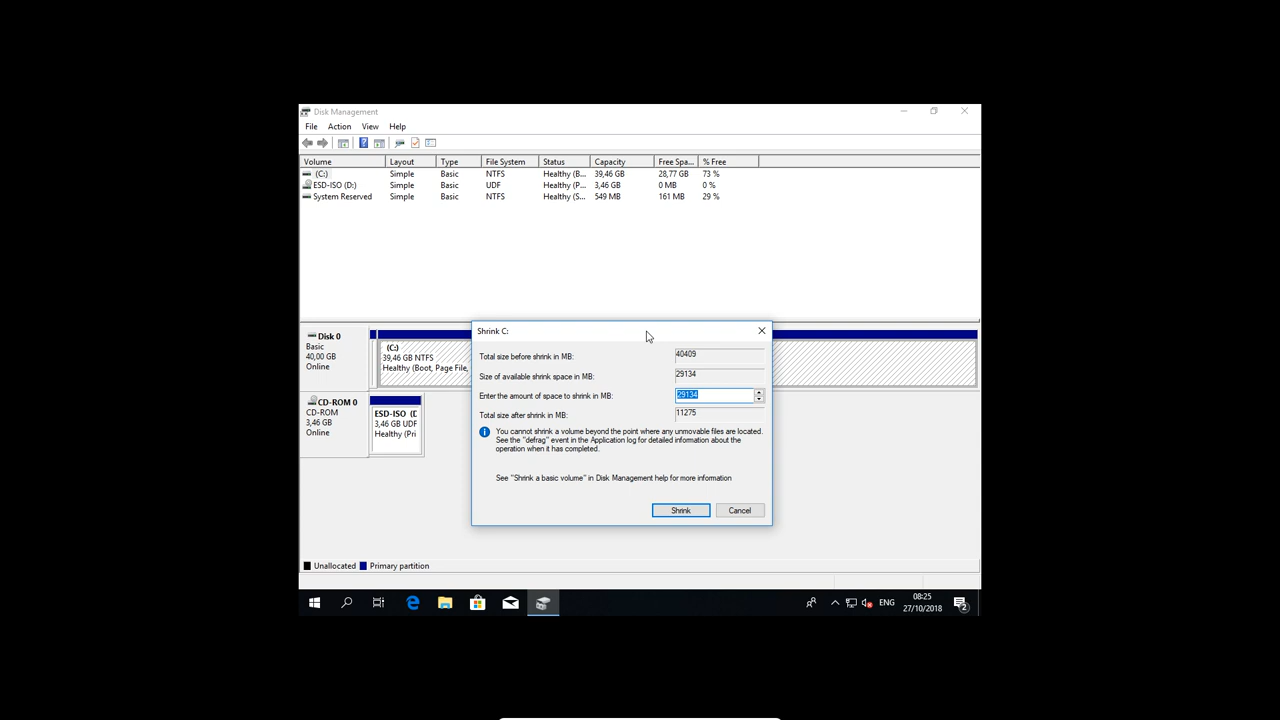 Disk Management
File Action View Help
Volume Layout Type File System Status Capacity Free Spa... % Free
(C:) Simple Basic NTFS Healthy (B... 39,46 GB 28,77 GB 73 %
ESD-ISO (D:) Simple Basic UDF Healthy (P... 3,46 GB 0 MB 0 %
System Reserved Simple Basic NTFS Healthy (S... 549 MB 161 MB 29 %
Disk 0
Basic
40,00 GB
Online
(C:)
39,46 GB NTFS
Healthy (Boot, Page File,
CD-ROM 0
CD-ROM
3,46 GB
Online
ESD-ISO (D
3,46 GB UDF
Healthy (Pri
Shrink C:
Total size before shrink in MB: 40409
Size of available shrink space in MB: 29134
Enter the amount of space to shrink in MB: 29134
Total size after shrink in MB: 11275
You cannot shrink a volume beyond the point where any unmovable files are located.
See the "defrag" event in the Application log for detailed information about the
operation when it has completed.
See "Shrink a basic volume" in Disk Management help for more information
Shrink Cancel
Unallocated Primary partition
ENG 08:25
27/10/2018
2